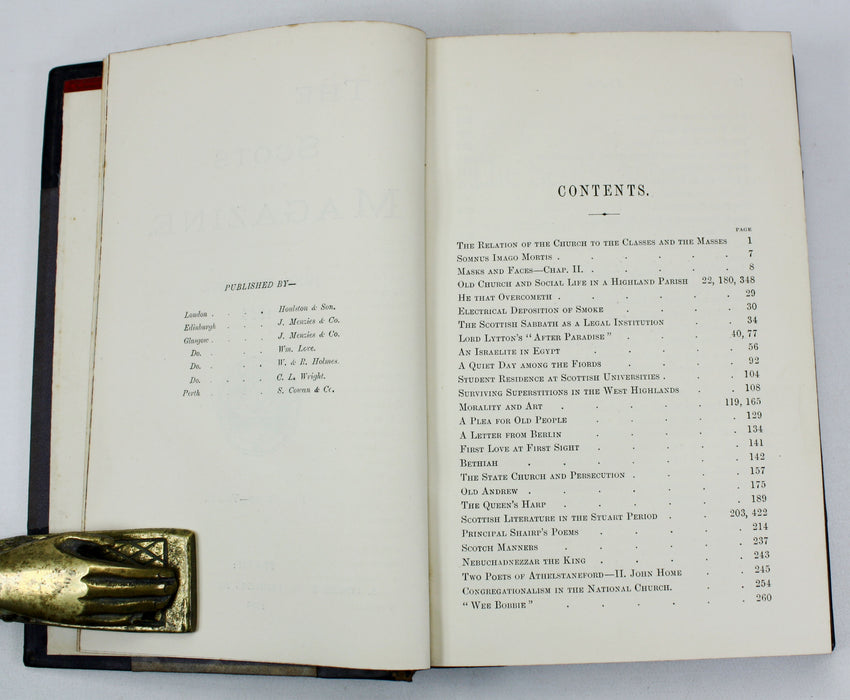 PUBLISHED BY—
London . . . . Houlston & Son.
Edinburgh . . . J. Menzies & Co.
Glasgow . . . . J. Menzies & Co.
Do. . . . . Wm. Love.
Do. . . . . W. & R. Holmes.
Do. . . . . C. L. Wright.
Perth . . . . S. Cowan & Co.
CONTENTS.
PAGE
The Relation of the Church to the Classes and the Masses 1
Somnus Imago Mortis . . . . . . 7
Masks and Faces—Chap. II. . . . . . 8
Old Church and Social Life in a Highland Parish 22, 180, 348
He that Overcometh . . . . . . 29
Electrical Deposition of Smoke . . . . 30
The Scottish Sabbath as a Legal Institution . . . 34
Lord Lytton's "After Paradise" . . . . 40, 77
An Israelite in Egypt . . . . . 56
A Quiet Day among the Fiords . . . . 92
Student Residence at Scottish Universities . . . . 104
Surviving Superstitions in the West Highlands . . . 108
Morality and Art . . . . . 119, 165
A Plea for Old People . . . . . 129
A Letter from Berlin . . . . . 134
First Love at First Sight . . . . . 141
Bethiah . . . . . . . 142
The State Church and Persecution . . . . 157
Old Andrew . . . . . . . 175
The Queen's Harp . . . . . . 189
Scottish Literature in the Stuart Period . . 203, 422
Principal Shairp's Poems . . . . . 214
Scotch Manners . . . . . . 237
Nebuchadnezzar the King . . . . . 243
Two Poets of Athelstaneford—II. John Home . . 245
Congregationalism in the National Church. . . 254
"Wee Bobbie" . . . . . . 260